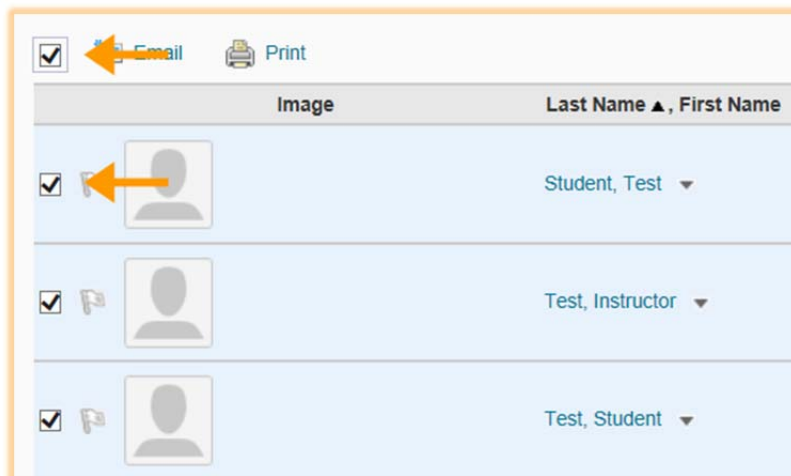 Email Print
Image Last Name ▲, First Name
Student, Test
Test, Instructor
Test, Student